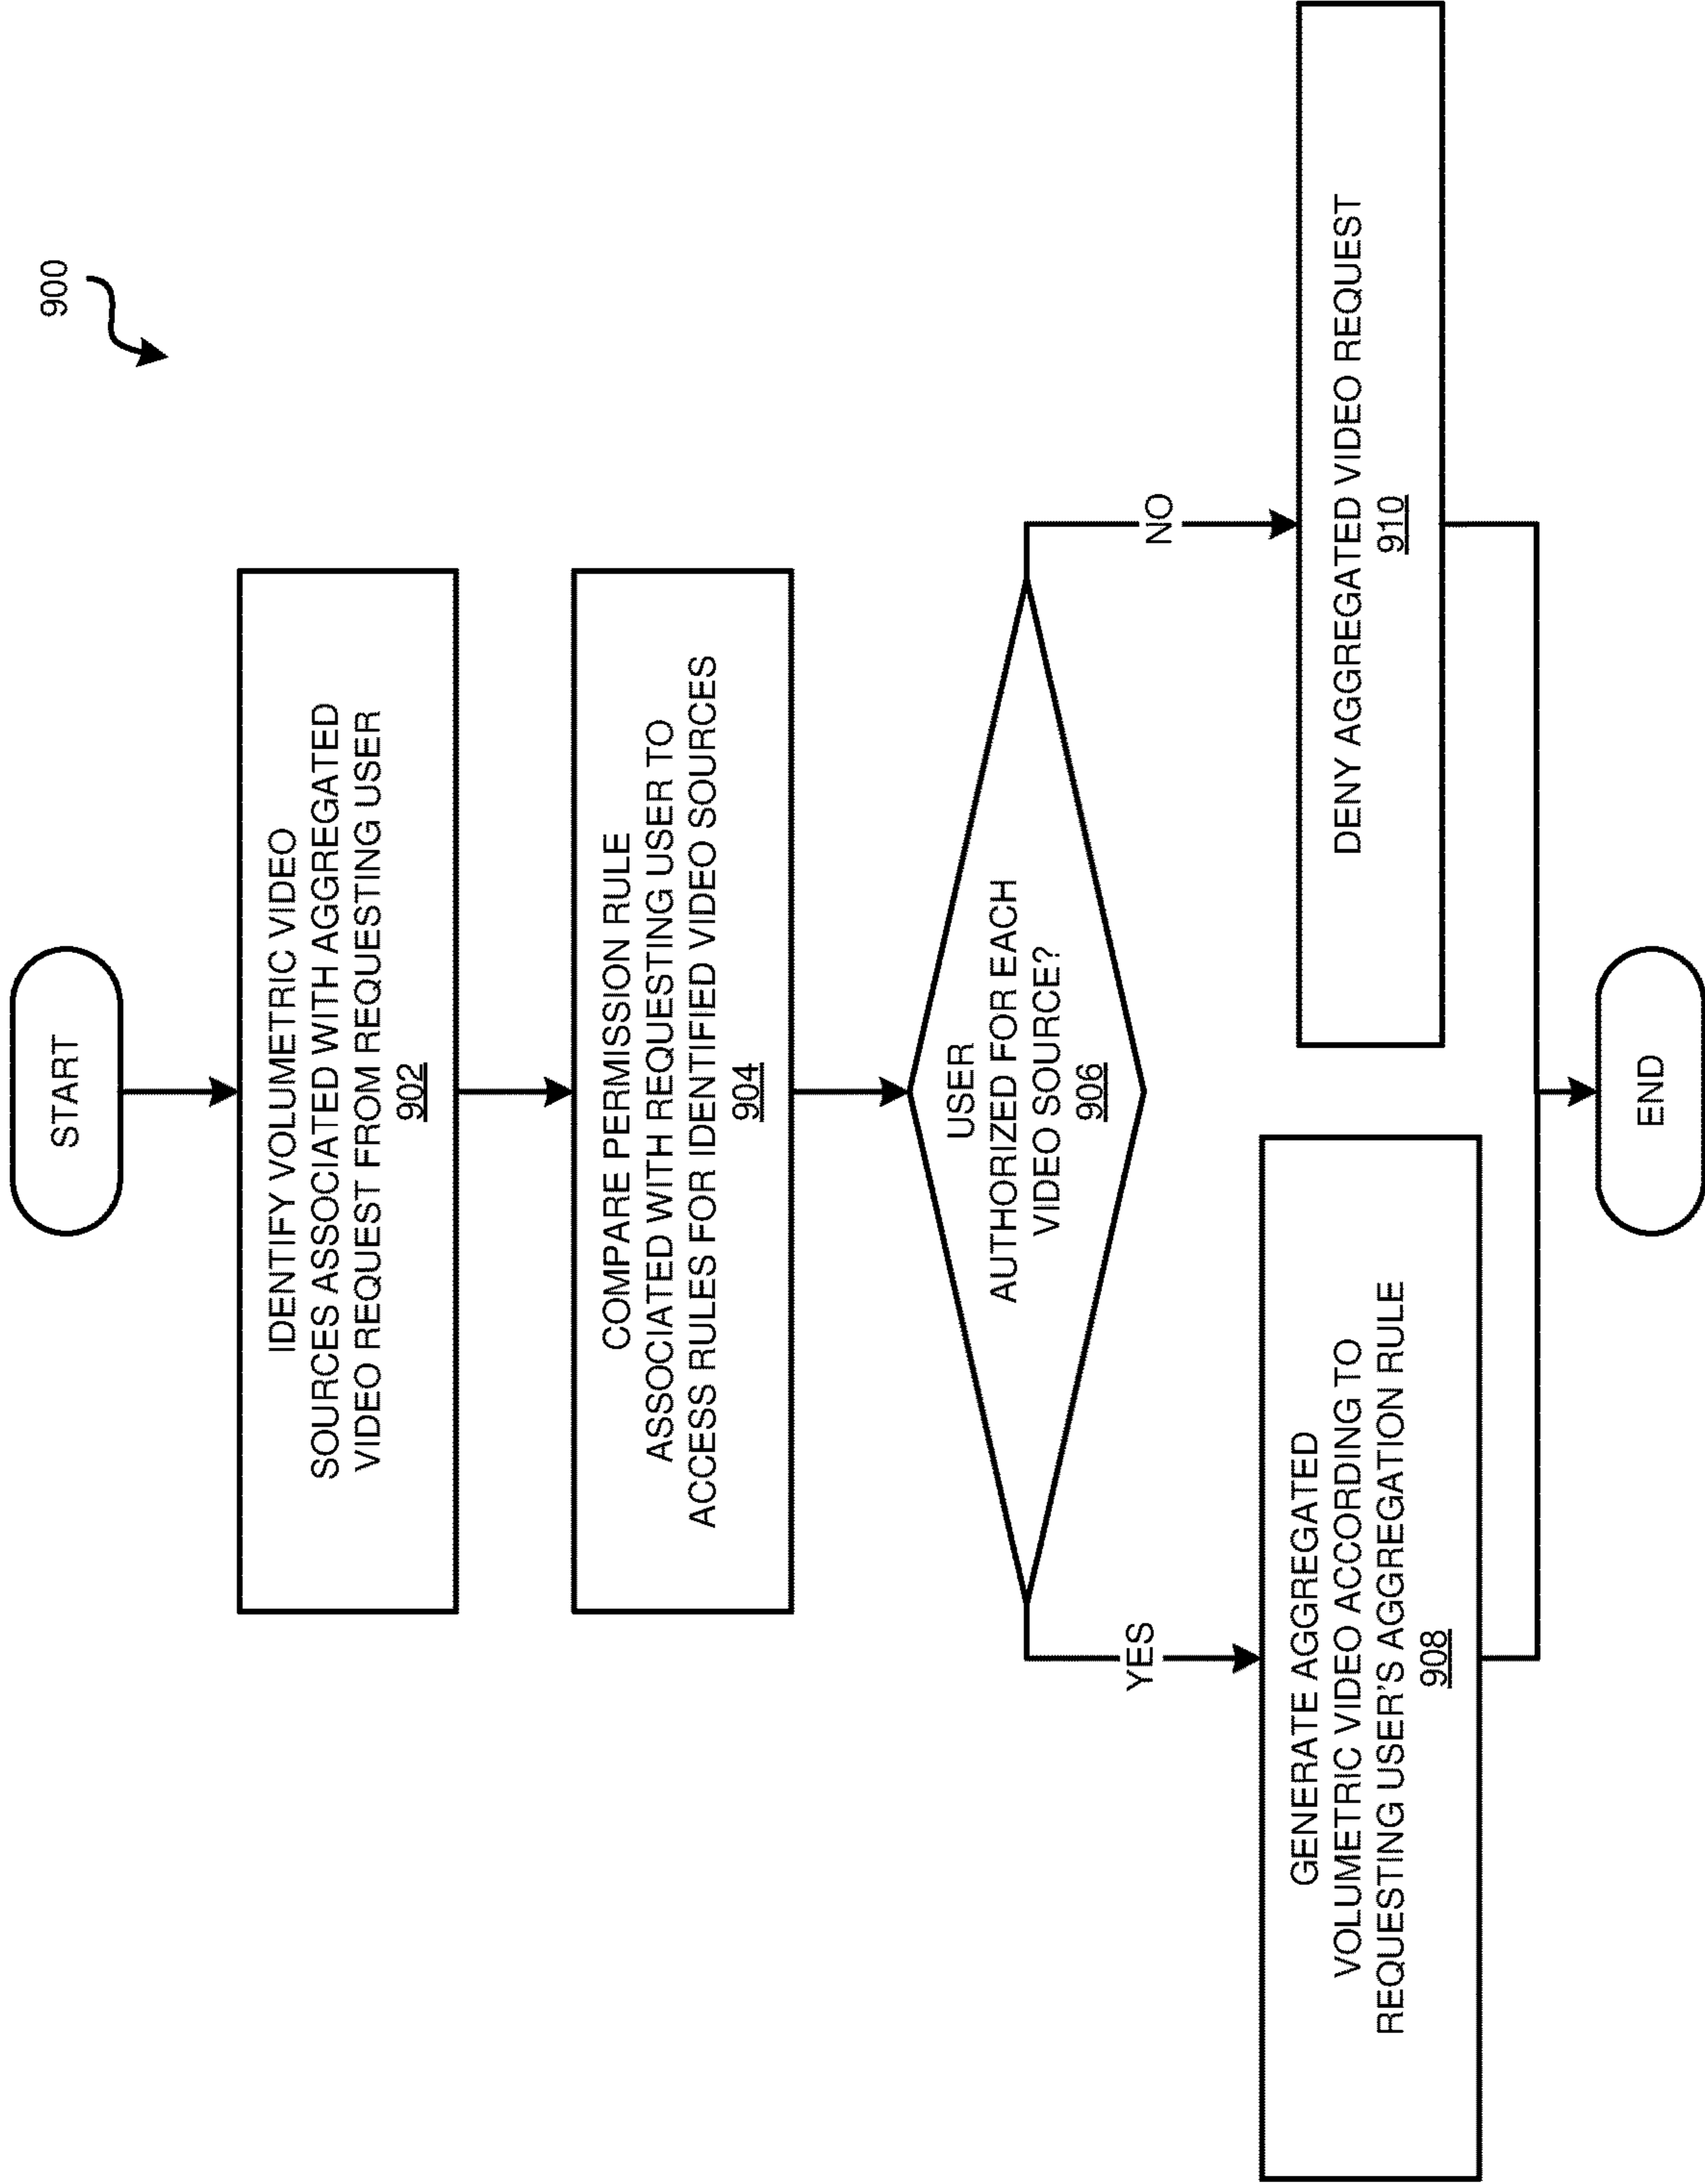 900
START
IDENTIFY VOLUMETRIC VIDEO
SOURCES ASSOCIATED WITH AGGREGATED
VIDEO REQUEST FROM REQUESTING USER
902
COMPARE PERMISSION RULE
ASSOCIATED WITH REQUESTING USER TO
ACCESS RULES FOR IDENTIFIED VIDEO SOURCES
904
USER
AUTHORIZED FOR EACH
VIDEO SOURCE?
906
YES
NO
GENERATE AGGREGATED
VOLUMETRIC VIDEO ACCORDING TO
REQUESTING USER'S AGGREGATION RULE
908
DENY AGGREGATED VIDEO REQUEST
910
END